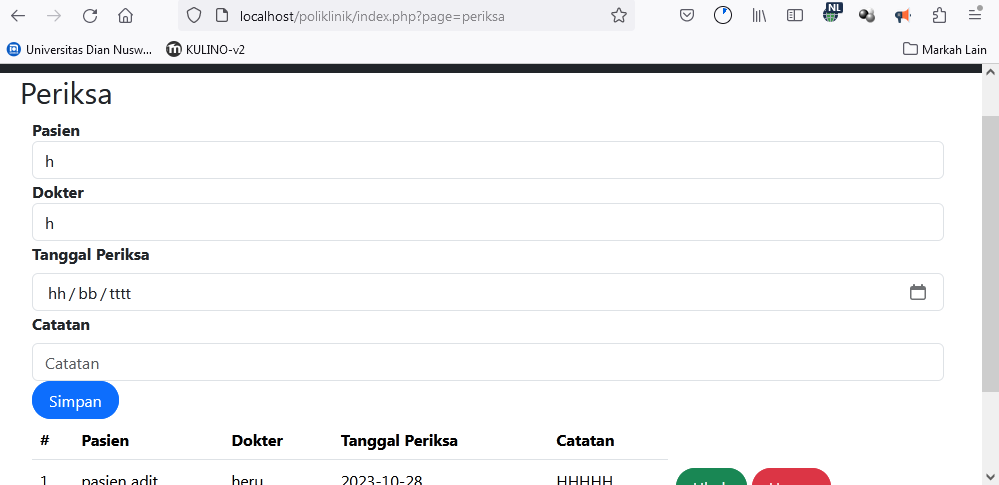 localhost/poliklinik/index.php?page=periksa
NL
Universitas Dian Nusw... KULINO-v2 Markah Lain
Periksa
Pasien
h
Dokter
h
Tanggal Periksa
hh / bb / tttt
Catatan
Catatan
Simpan
# Pasien Dokter Tanggal Periksa Catatan
1 pasien adit heru 2023-10-28 HHHHH